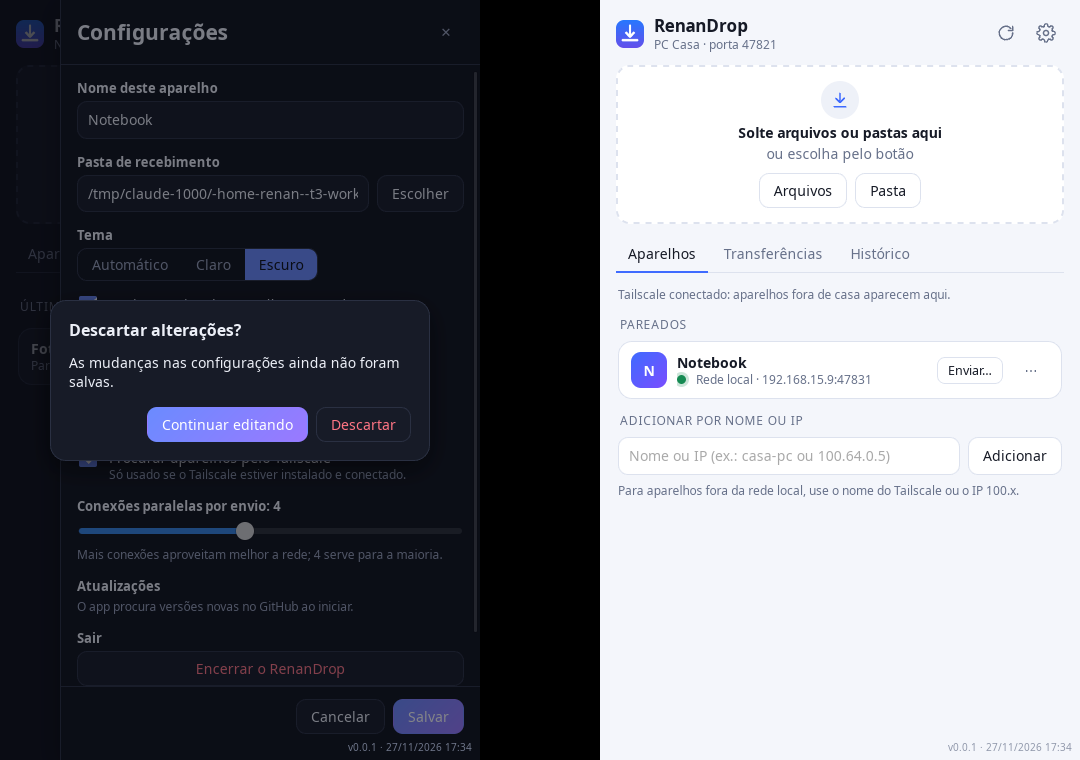 Configurações
×
Nome deste aparelho
Notebook
Pasta de recebimento
/tmp/claude-1000/-home-renan--t3-work
Escolher
Tema
Automático Claro Escuro
Descartar alterações?
As mudanças nas configurações ainda não foram
salvas.
Continuar editando Descartar
Procurar aparelhos pelo Tailscale
Só usado se o Tailscale estiver instalado e conectado.
Conexões paralelas por envio: 4
Mais conexões aproveitam melhor a rede; 4 serve para a maioria.
Atualizações
O app procura versões novas no GitHub ao iniciar.
Sair
Encerrar o RenanDrop
Cancelar Salvar
v0.0.1 · 27/11/2026 17:34
RenanDrop
PC Casa · porta 47821
Solte arquivos ou pastas aqui
ou escolha pelo botão
Arquivos Pasta
Aparelhos Transferências Histórico
Tailscale conectado: aparelhos fora de casa aparecem aqui.
PAREADOS
N
Notebook
Rede local · 192.168.15.9:47831
Enviar... ...
ADICIONAR POR NOME OU IP
Nome ou IP (ex.: casa-pc ou 100.64.0.5)
Adicionar
Para aparelhos fora da rede local, use o nome do Tailscale ou o IP 100.x.
v0.0.1 · 27/11/2026 17:34